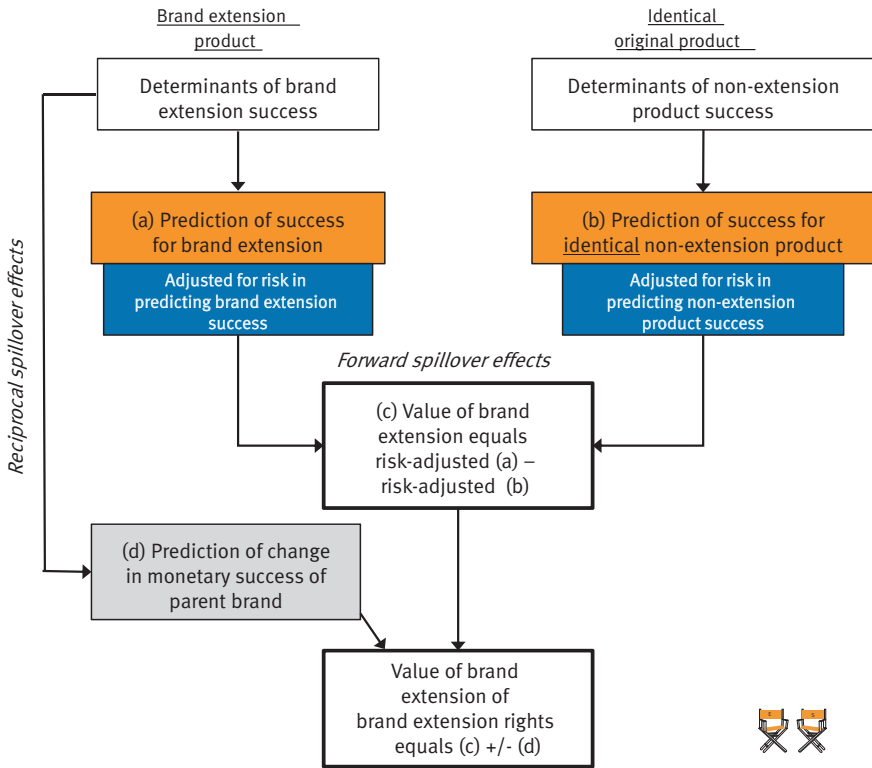 Brand extension
product
Identical
original product
Determinants of brand
extension success
Determinants of non-extension
product success
(a) Prediction of success
for brand extension
(b) Prediction of success for
identical non-extension product
Adjusted for risk in
predicting brand extension
success
Adjusted for risk in
predicting non-extension
product success
Reciprocal spillover effects
Forward spillover effects
(c) Value of brand
extension equals
risk-adjusted (a) –
risk-adjusted (b)
(d) Prediction of change
in monetary success of
parent brand
Value of brand
extension of
brand extension rights
equals (c) +/- (d)